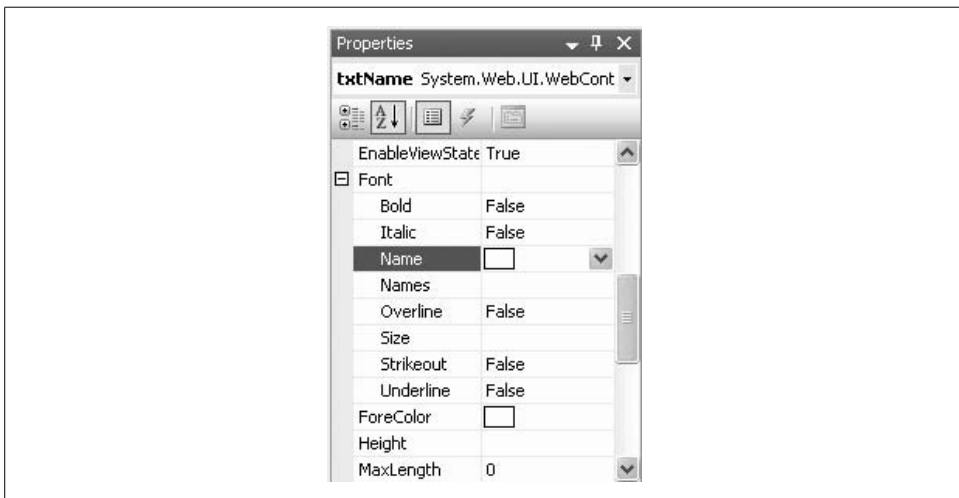 Properties
txtName System.Web.UI.WebCont
A Z
EnableViewState True
Font
Bold False
Italic False
Name
Names
Overline False
Size
Strikeout False
Underline False
ForeColor
Height
MaxLength 0